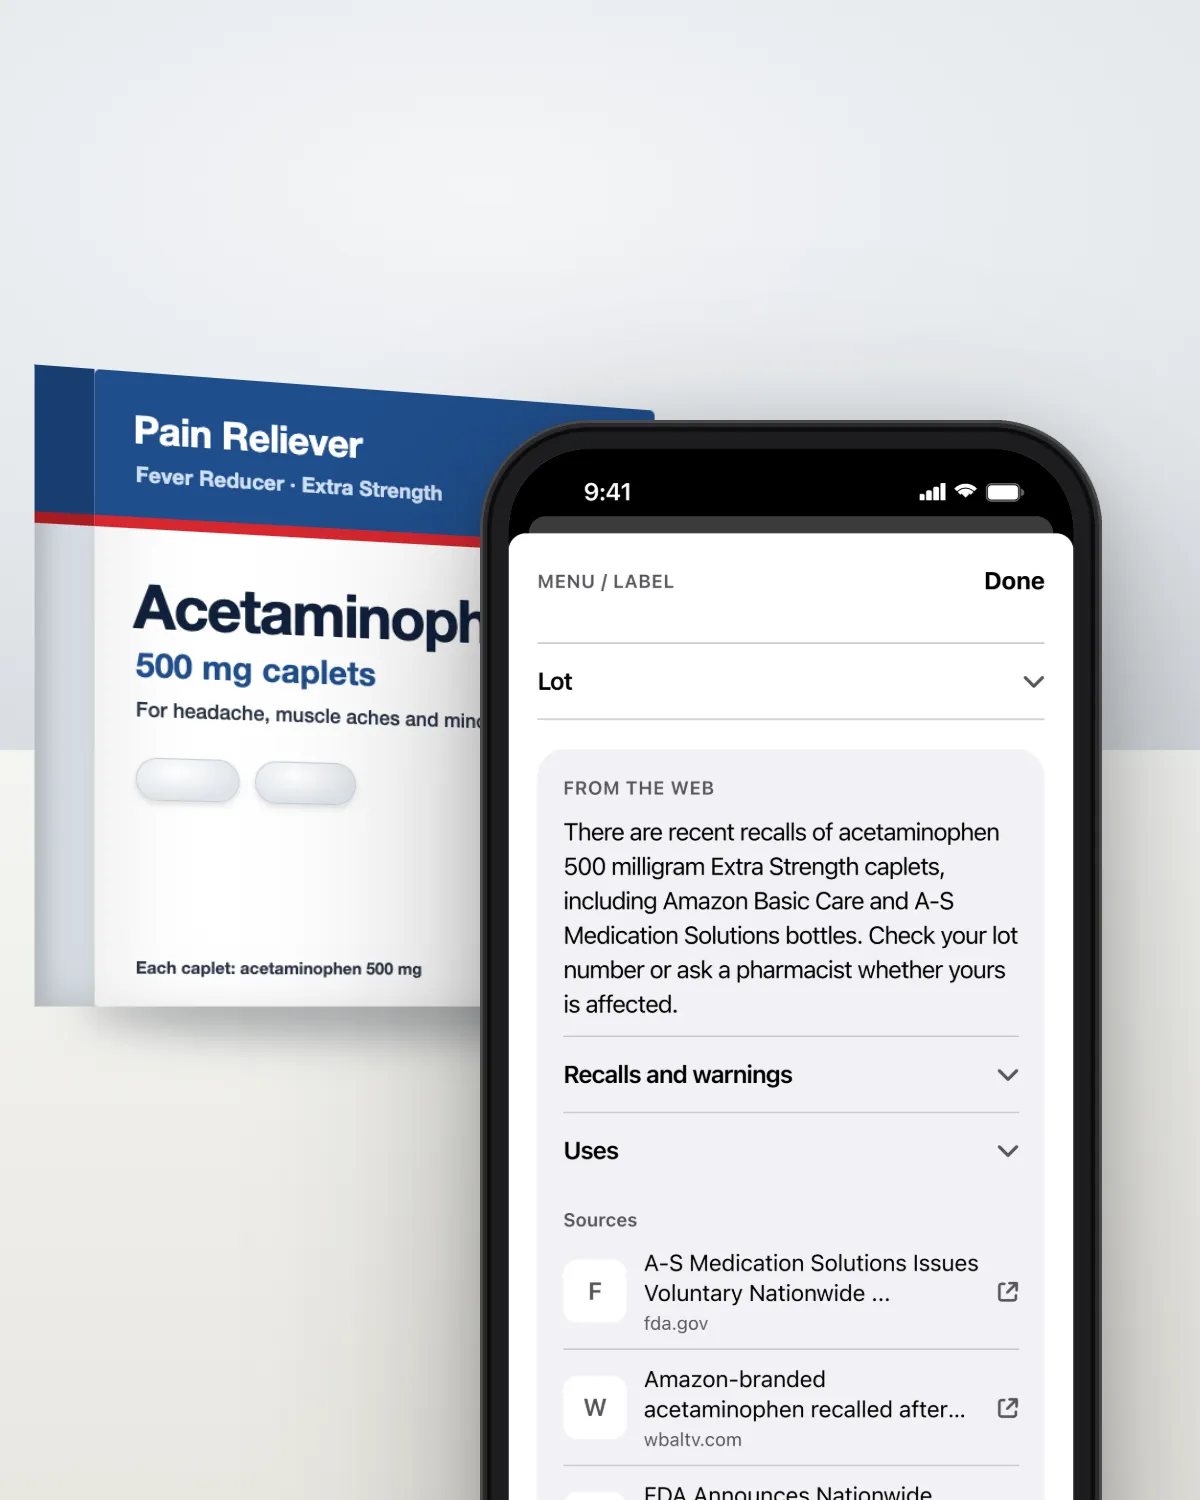 Pain Reliever
Fever Reducer · Extra Strength
Acetaminoph
500 mg caplets
For headache, muscle aches and mino
Each caplet: acetaminophen 500 mg
9:41
MENU / LABEL
Done
Lot
FROM THE WEB
There are recent recalls of acetaminophen
500 milligram Extra Strength caplets,
including Amazon Basic Care and A-S
Medication Solutions bottles. Check your lot
number or ask a pharmacist whether yours
is affected.
Recalls and warnings
Uses
Sources
F
A-S Medication Solutions Issues
Voluntary Nationwide ...
fda.gov
W
Amazon-branded
acetaminophen recalled after...
wbaltv.com
FDA Announces Nationwide